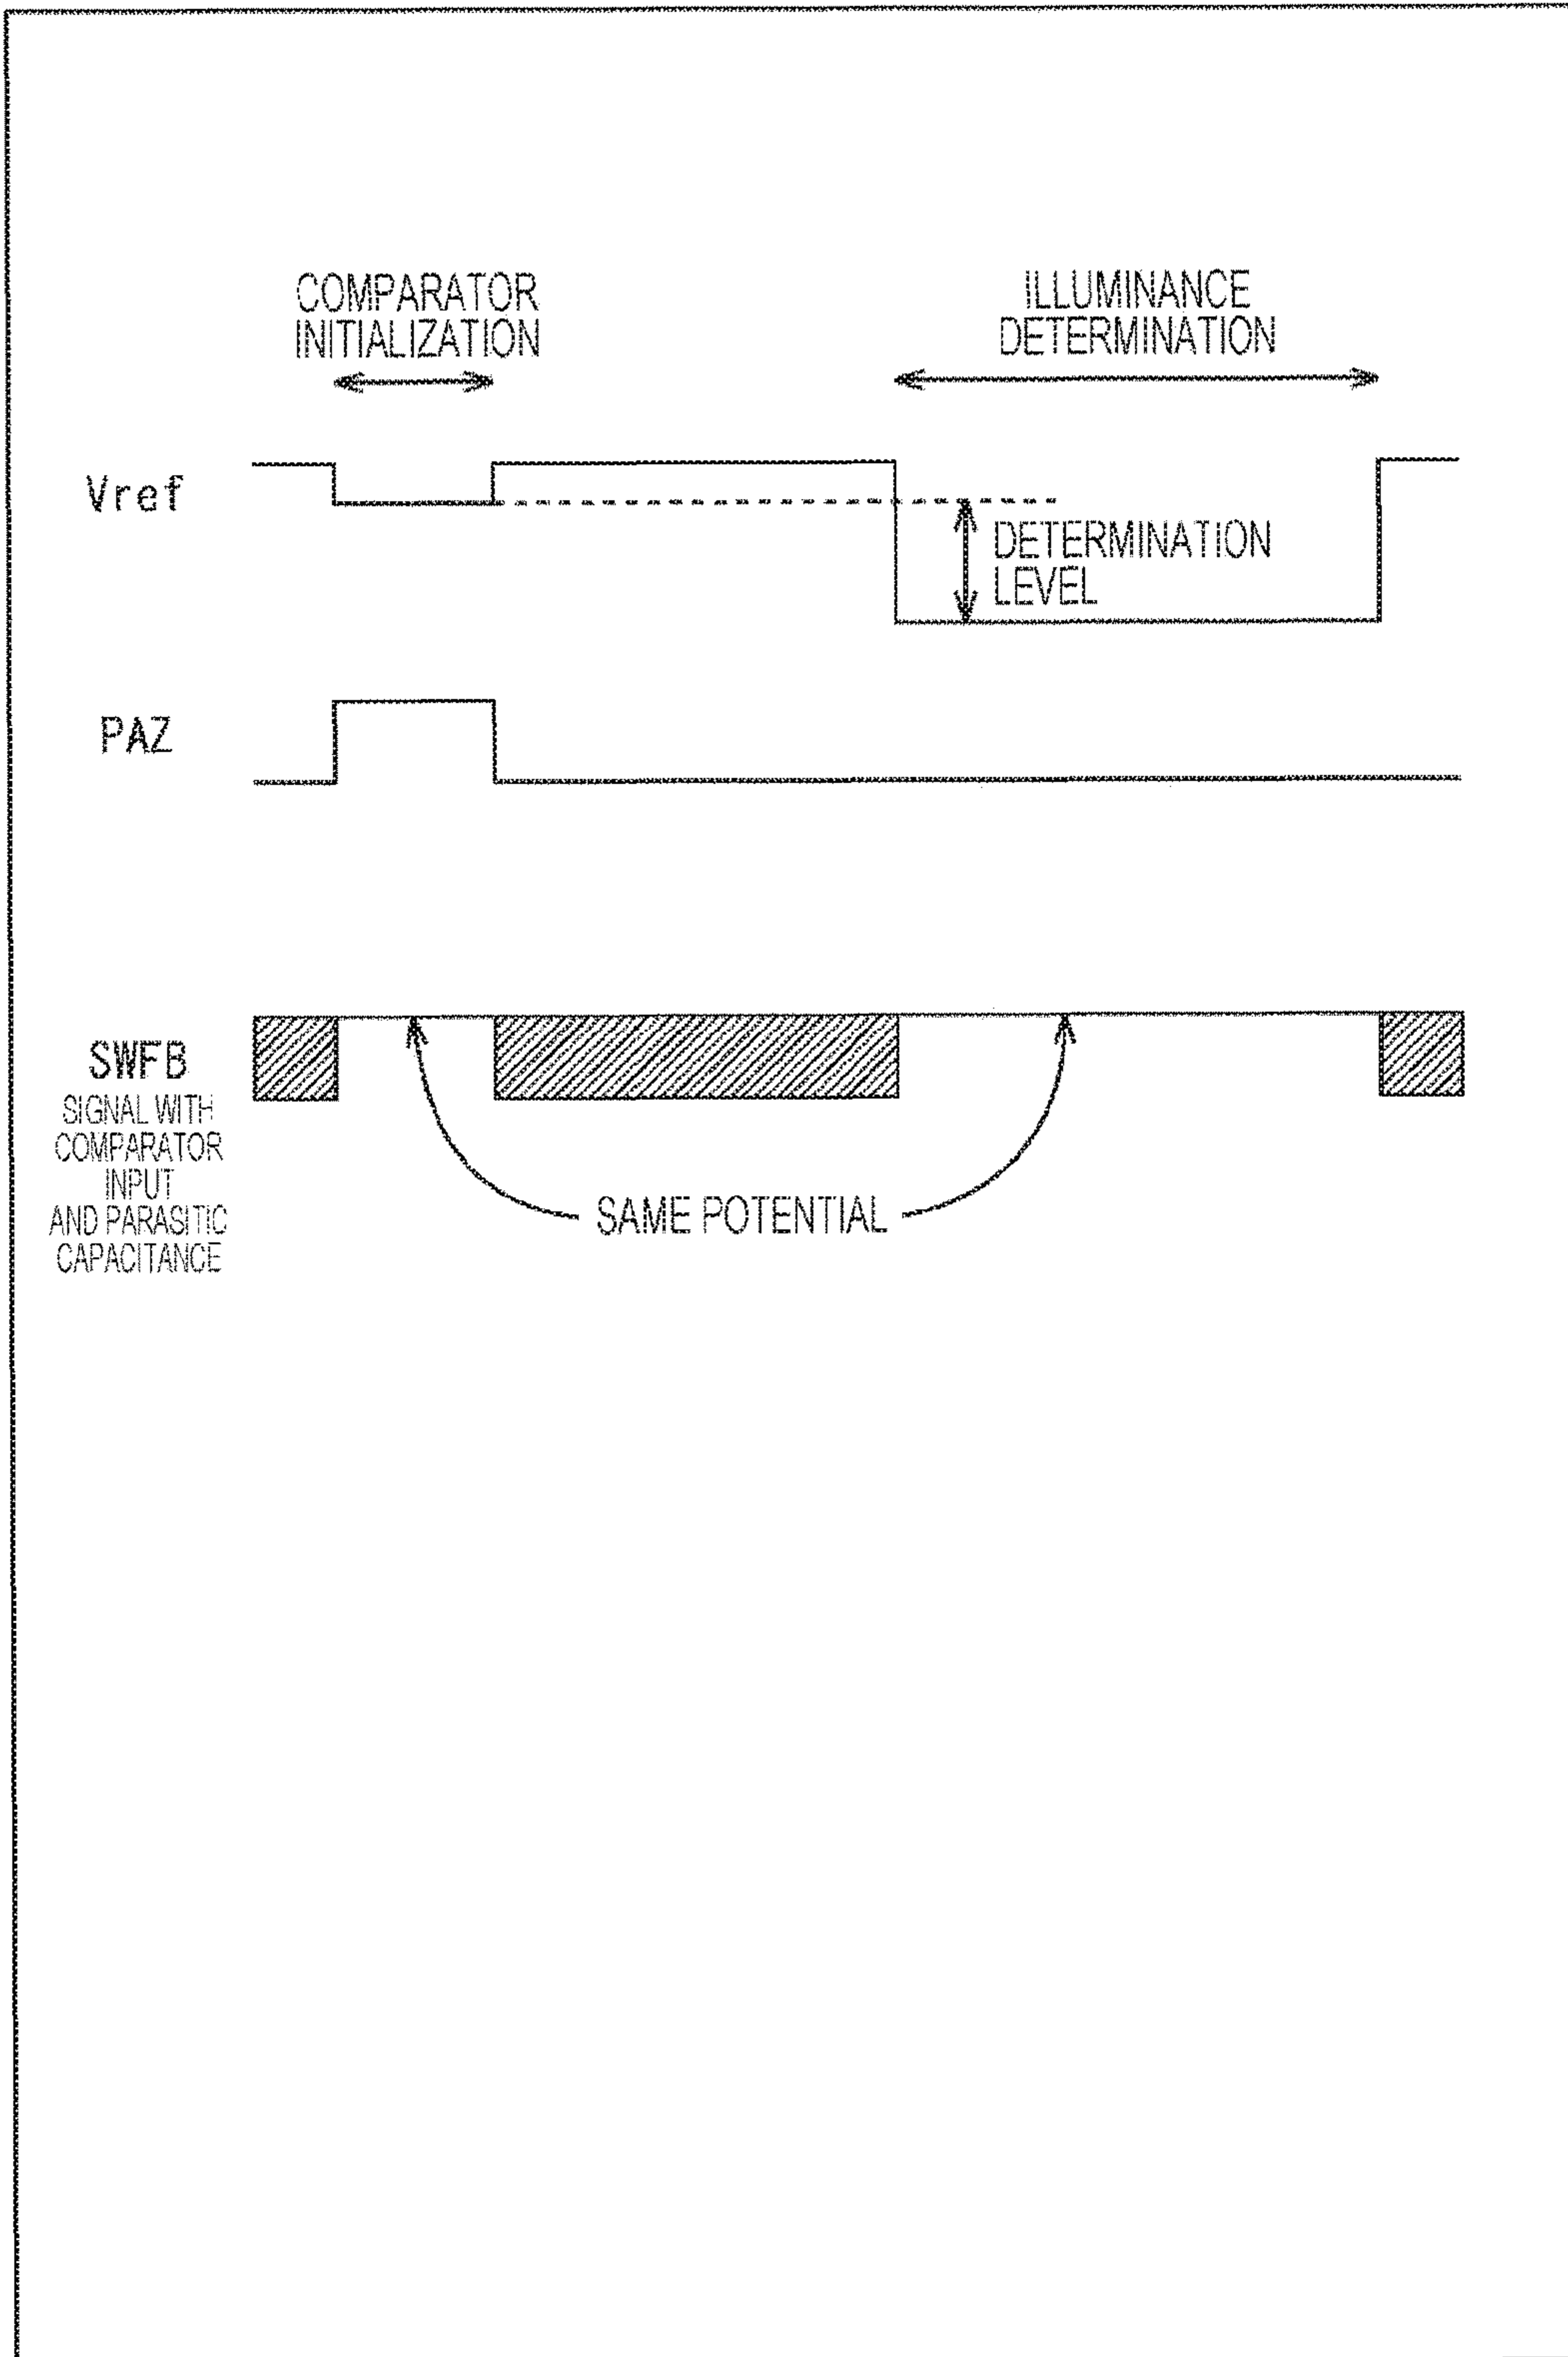 COMPARATOR
INITIALIZATION
ILLUMINANCE
DETERMINATION
Vref
DETERMINATION
LEVEL
PAZ
SWFB
SIGNAL WITH
COMPARATOR
INPUT
AND PARASITIC
CAPACITANCE
SAME POTENTIAL